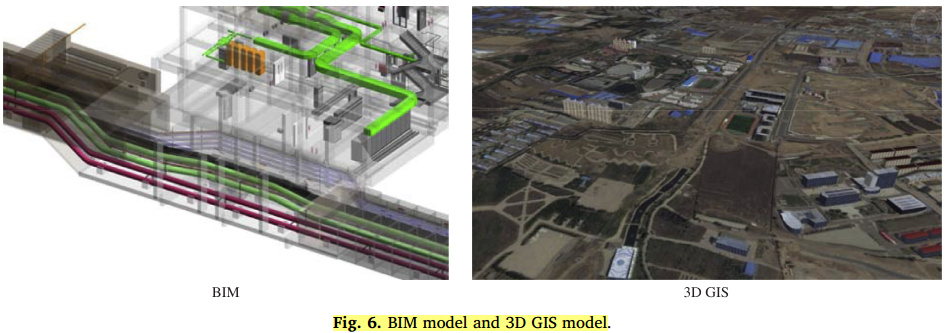 BIM
3D GIS
Fig. 6. BIM model and 3D GIS model.